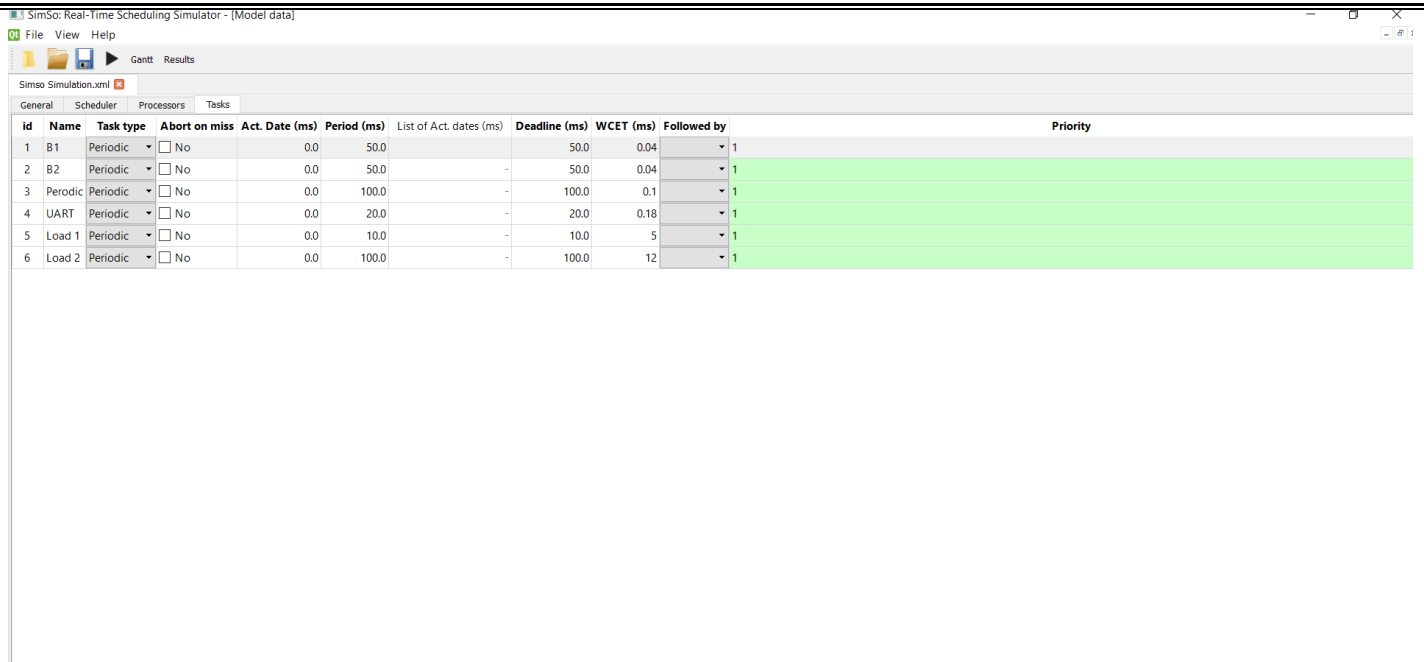 SimSo: Real-Time Scheduling Simulator - [Model data]
File View Help
Gantt Results
Simso Simulation.xml
General Scheduler Processors Tasks
id Name Task type Abort on miss Act. Date (ms) Period (ms) List of Act. dates (ms) Deadline (ms) WCET (ms) Followed by Priority
1 B1 Periodic No 0.0 50.0 50.0 0.04 1
2 B2 Periodic No 0.0 50.0 - 50.0 0.04 1
3 Perodic Periodic No 0.0 100.0 - 100.0 0.1 1
4 UART Periodic No 0.0 20.0 - 20.0 0.18 1
5 Load 1 Periodic No 0.0 10.0 - 10.0 5 1
6 Load 2 Periodic No 0.0 100.0 - 100.0 12 1